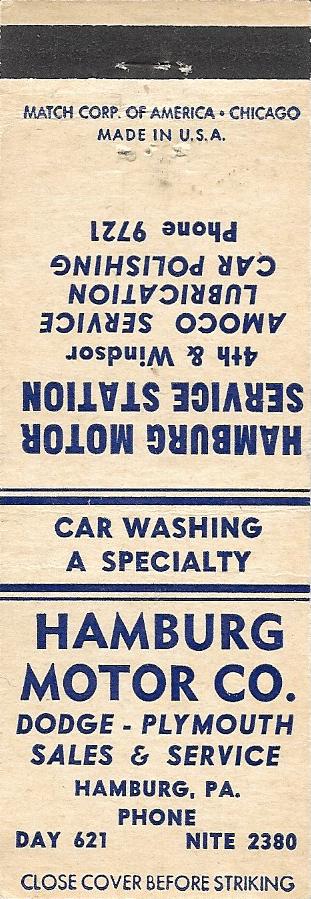 MATCH CORP. OF AMERICA • CHICAGO
MADE IN U.S.A.
HAMBURG MOTOR
SERVICE STATION
4th & Windsor
AMOCO SERVICE
LUBRICATION
CAR POLISHING
Phone 9721
CAR WASHING
A SPECIALTY
HAMBURG
MOTOR CO.
DODGE - PLYMOUTH
SALES & SERVICE
HAMBURG, PA.
PHONE
DAY 621 NITE 2380
CLOSE COVER BEFORE STRIKING